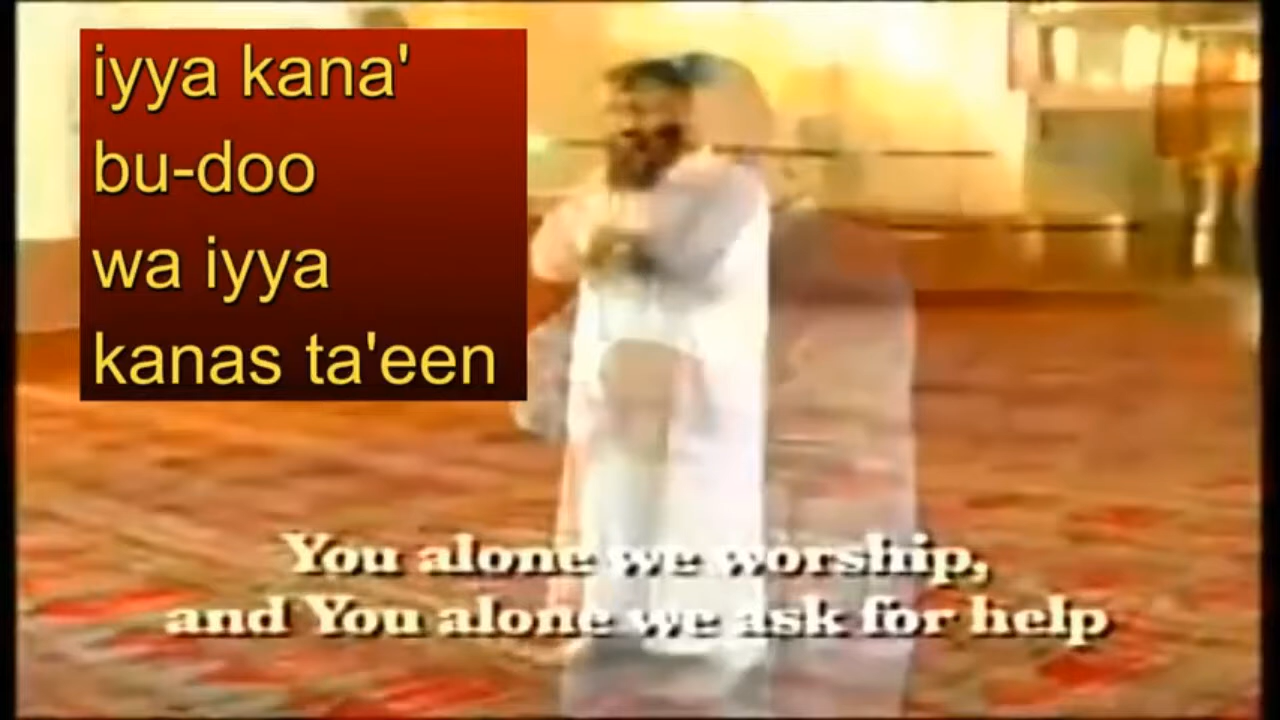 iyya kana'
bu-doo
wa iyya
kanas ta'een
You alone we worship,
and You alone we ask for help